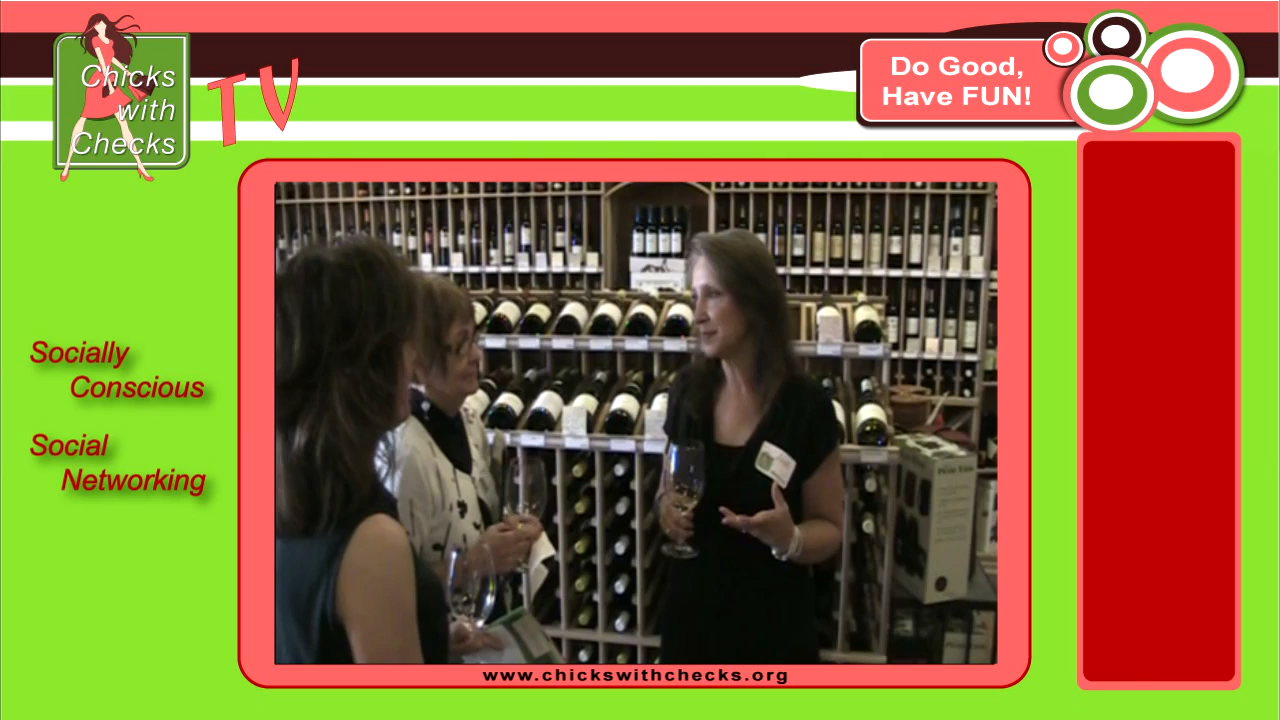 Chicks
with
Checks
TV
Do Good,
Have FUN!
Socially
Conscious
Social
Networking
www.chickswithchecks.org